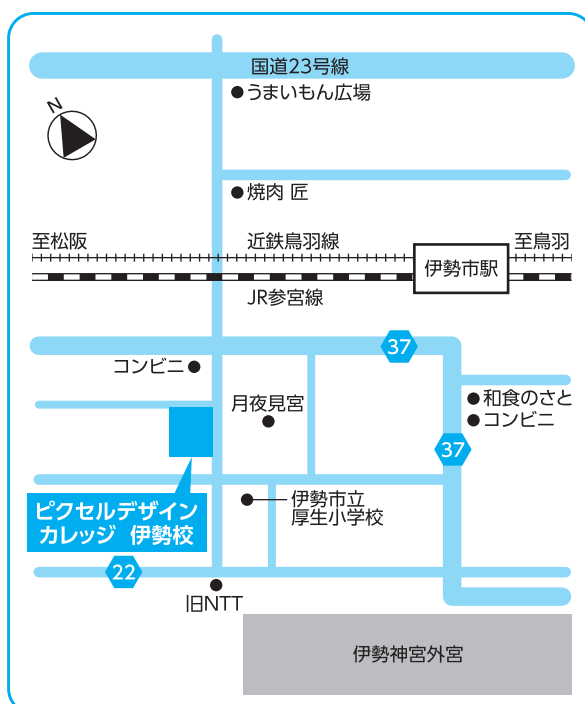 国道23号線
うまいもん広場
N
焼肉 匠
至松阪
近鉄鳥羽線
至鳥羽
伊勢市駅
JR参宮線
37
コンビニ
月夜見宮
和食のさと
コンビニ
37
ピクセルデザイン
カレッジ 伊勢校
伊勢市立
厚生小学校
22
旧NTT
伊勢神宮外宮